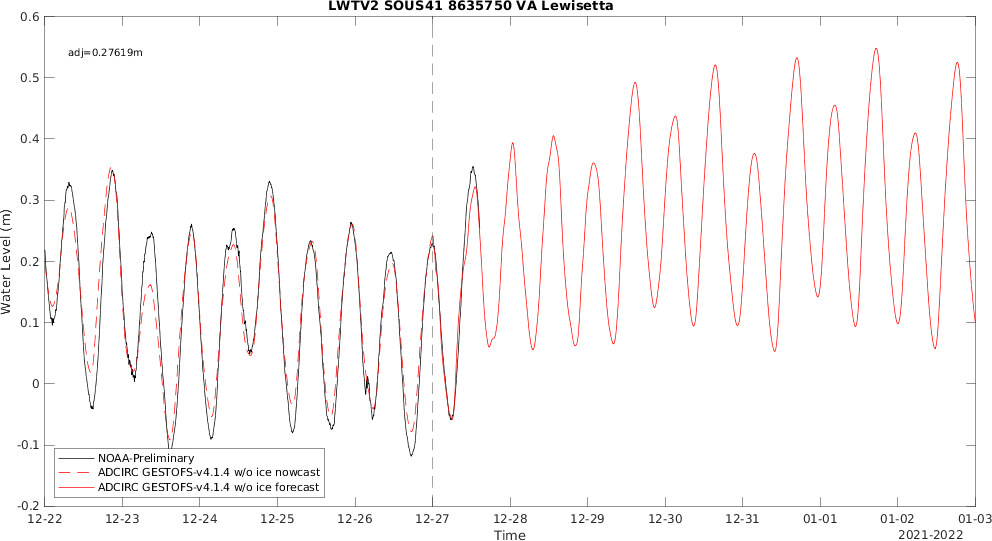 LWTV2 SOUS41 8635750 VA Lewisetta
adj=0.27619m
0.6
0.5
0.4
0.3
0.2
0.1
0
-0.1
-0.2
Water Level (m)
NOAA-Preliminary
ADCIRC GESTOFS-v4.1.4 w/o ice nowcast
ADCIRC GESTOFS-v4.1.4 w/o ice forecast
12-22 12-23 12-24 12-25 12-26 12-27 12-28 12-29 12-30 12-31 01-01 01-02 01-03
Time
2021-2022